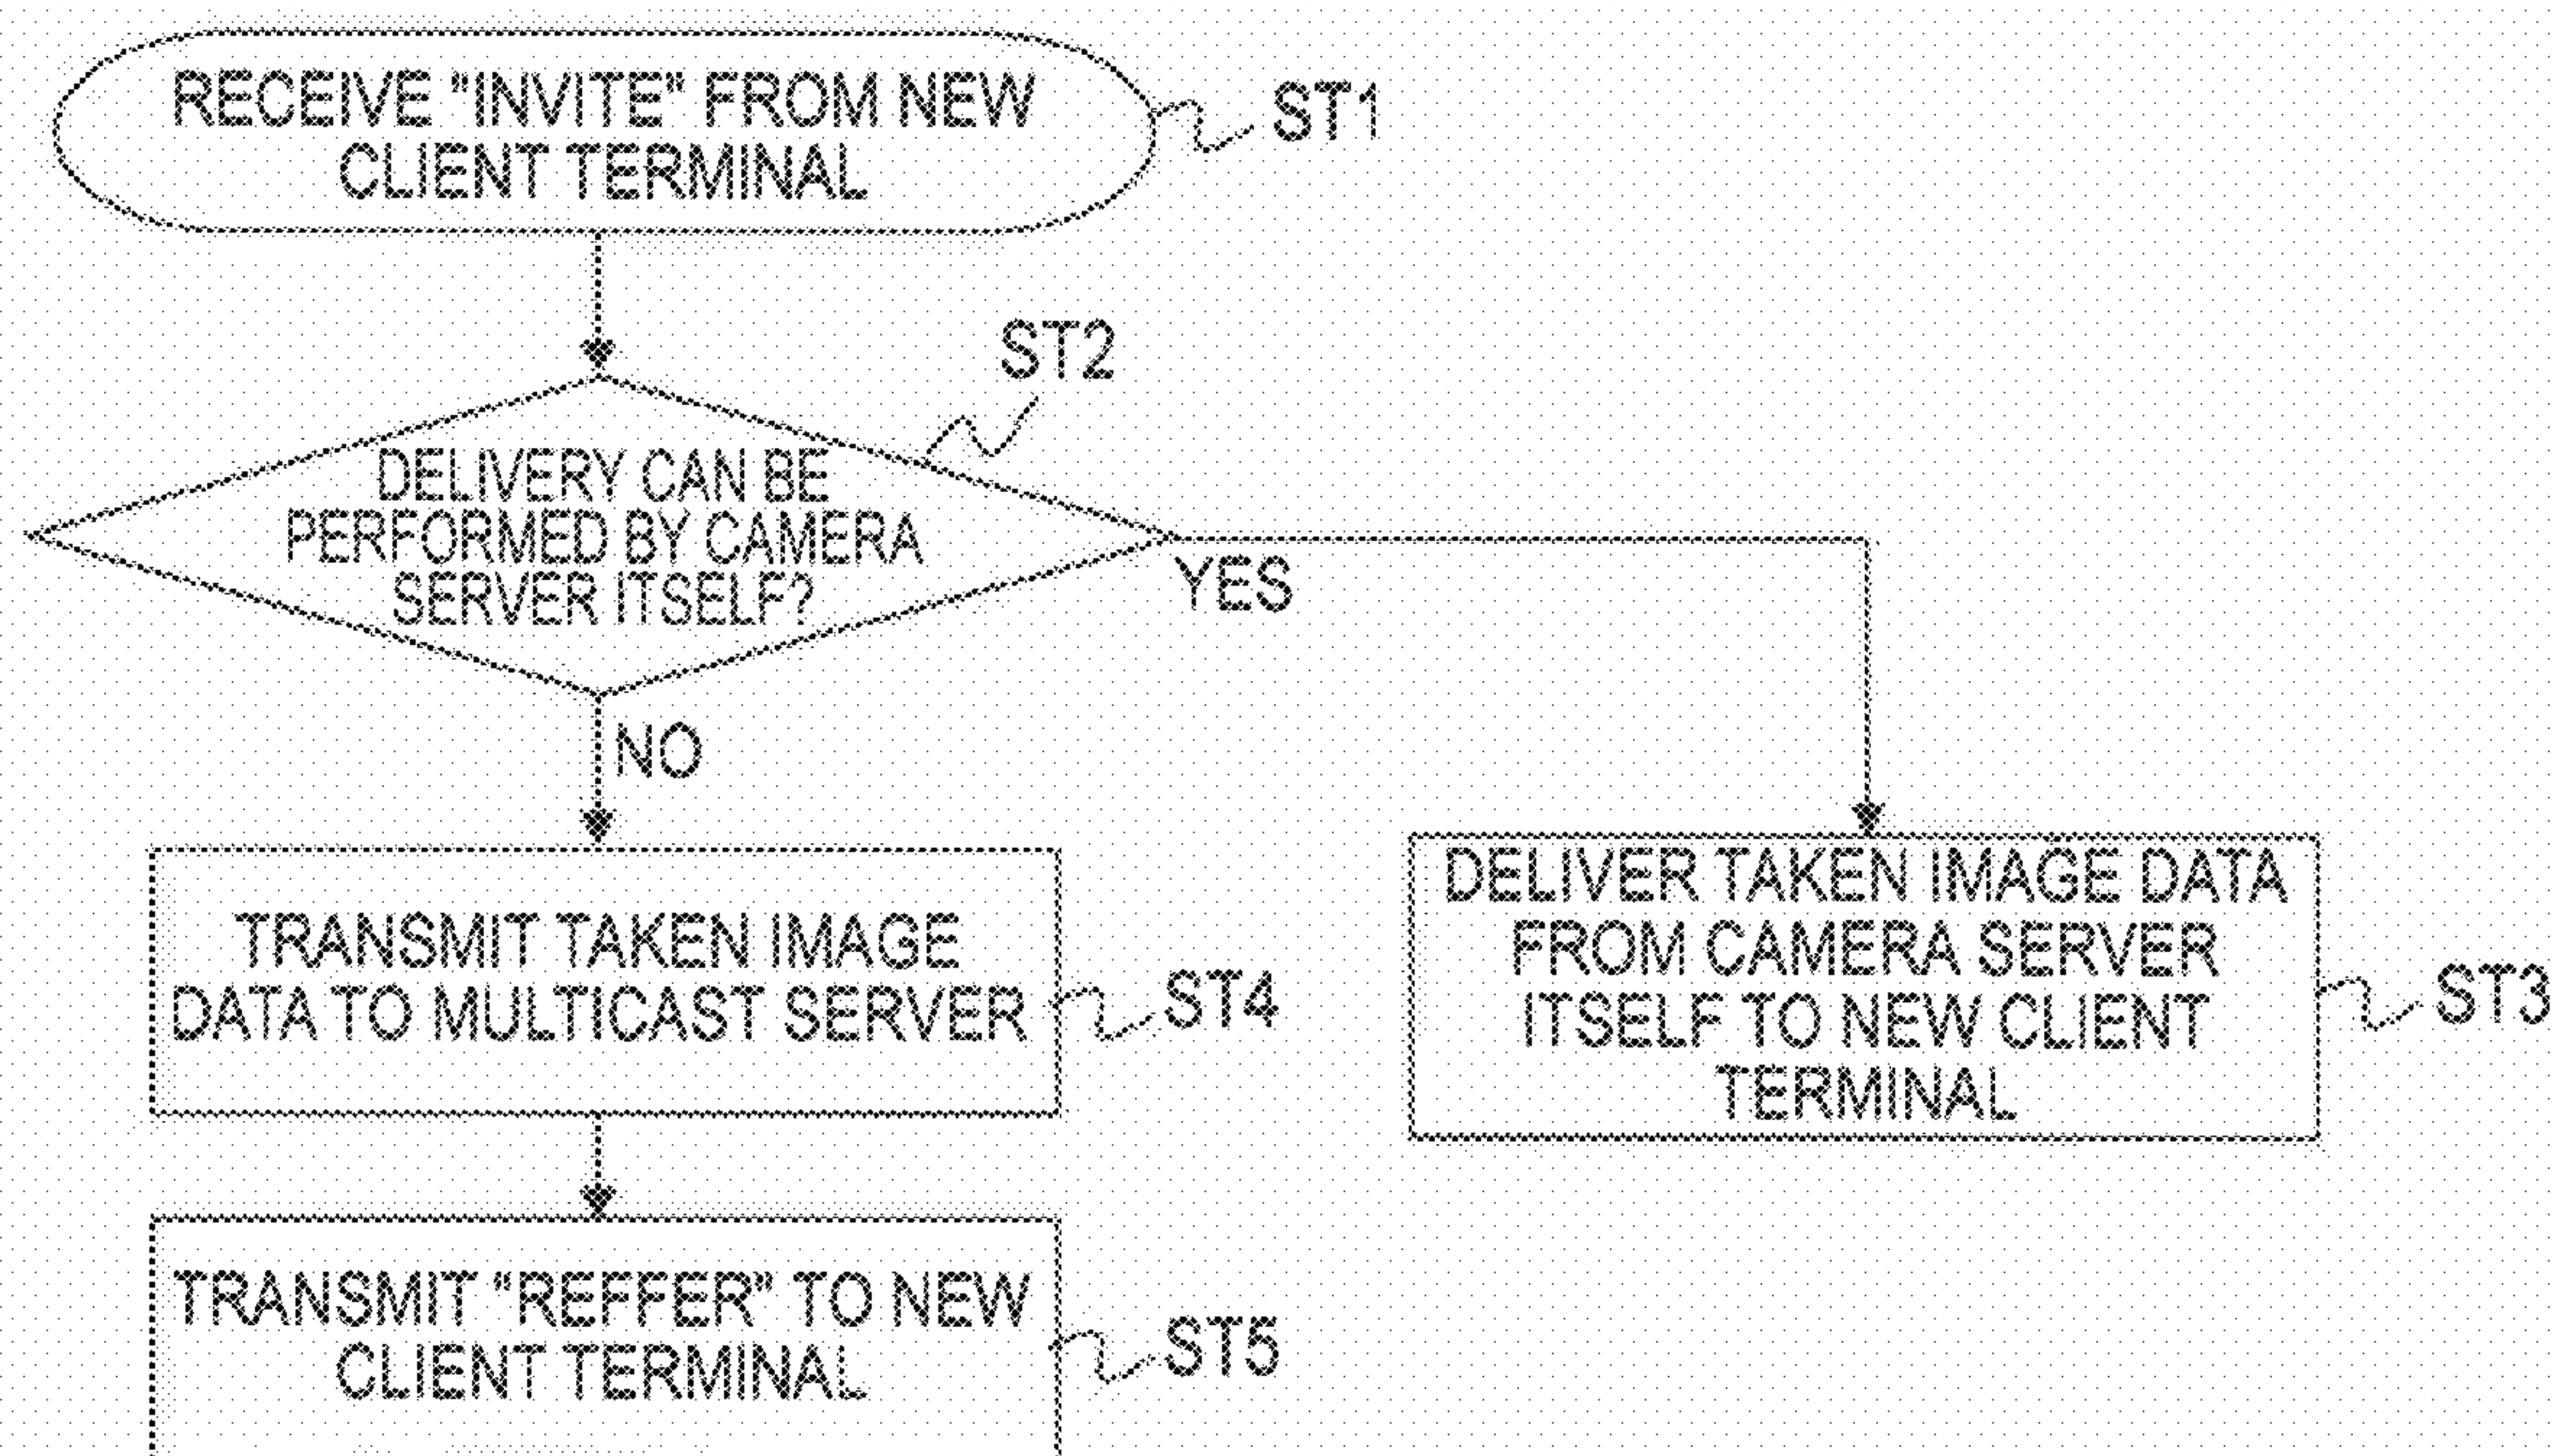 RECEIVE "INVITE" FROM NEW
CLIENT TERMINAL
ST1
ST2
DELIVERY CAN BE
PERFORMED BY CAMERA
SERVER ITSELF?
YES
NO
TRANSMIT TAKEN IMAGE
DATA TO MULTICAST SERVER
ST4
DELIVER TAKEN IMAGE DATA
FROM CAMERA SERVER
ITSELF TO NEW CLIENT
TERMINAL
ST3
TRANSMIT "REFFER" TO NEW
CLIENT TERMINAL
ST5